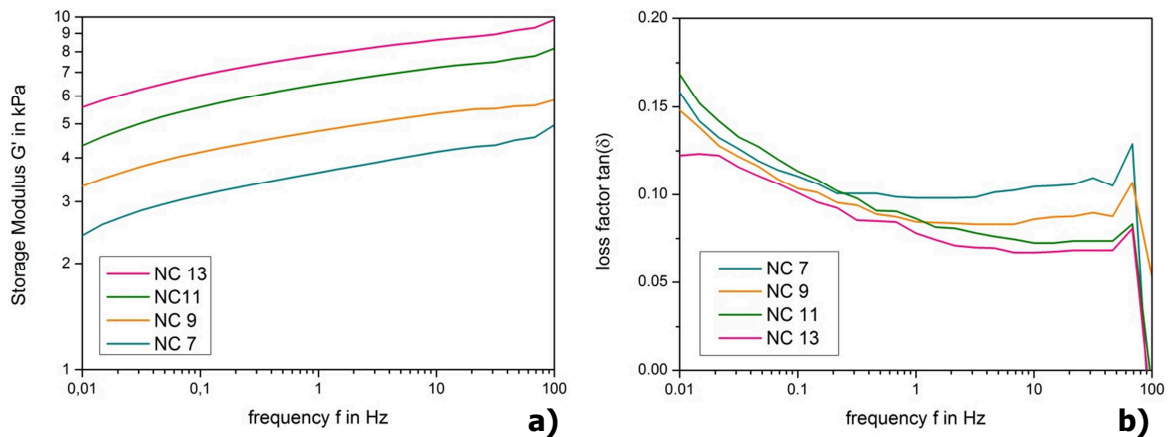 Storage Modulus G' in kPa
10
9
8
7
6
5
4
3
2
1
NC 13
NC11
NC 9
NC 7
0,01
0,1
1
10
100
frequency f in Hz
a)
loss factor tan(δ)
0.20
0.15
0.10
0.05
0.00
NC 7
NC 9
NC 11
NC 13
0.01
0.1
1
10
100
frequency f in Hz
b)